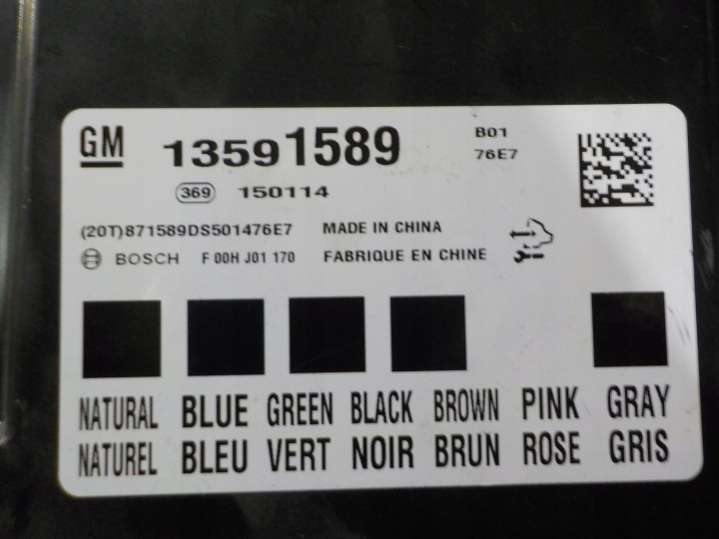 GM 13591589 B01
76E7
369 150114
(20T)871589DS501476E7 MADE IN CHINA
BOSCH F 00H J01 170 FABRIQUE EN CHINE
NATURAL BLUE GREEN BLACK BROWN PINK GRAY
NATUREL BLEU VERT NOIR BRUN ROSE GRIS